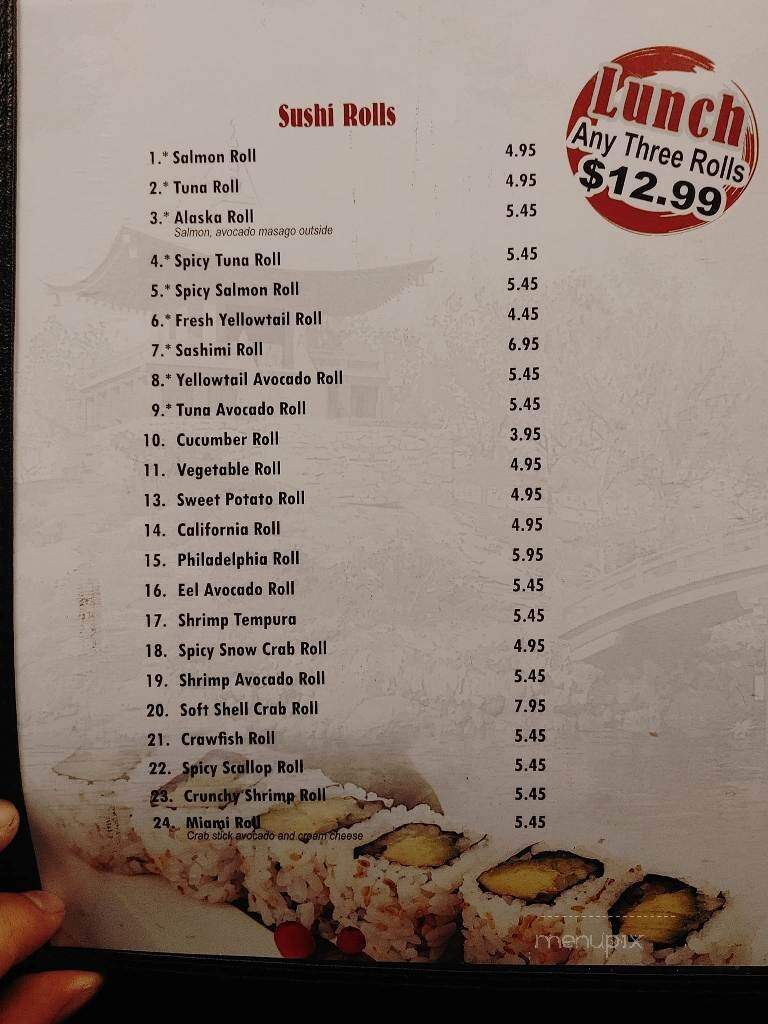 Sushi Rolls
Lunch
Any Three Rolls
$12.99
1.* Salmon Roll 4.95
2.* Tuna Roll 4.95
3.* Alaska Roll 5.45
Salmon, avocado masago outside
4.* Spicy Tuna Roll 5.45
5.* Spicy Salmon Roll 5.45
6.* Fresh Yellowtail Roll 4.45
7.* Sashimi Roll 6.95
8.* Yellowtail Avocado Roll 5.45
9.* Tuna Avocado Roll 5.45
10. Cucumber Roll 3.95
11. Vegetable Roll 4.95
13. Sweet Potato Roll 4.95
14. California Roll 4.95
15. Philadelphia Roll 5.95
16. Eel Avocado Roll 5.45
17. Shrimp Tempura 5.45
18. Spicy Snow Crab Roll 4.95
19. Shrimp Avocado Roll 5.45
20. Soft Shell Crab Roll 7.95
21. Crawfish Roll 5.45
22. Spicy Scallop Roll 5.45
23. Crunchy Shrimp Roll 5.45
24. Miami Roll 5.45
Crab stick avocado and cream cheese
menupix